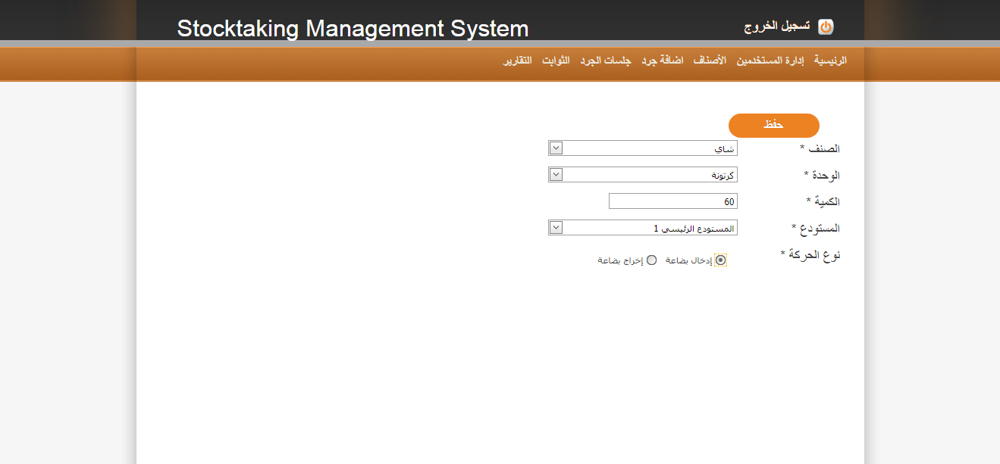 Stocktaking Management System
تسجيل الخروج
الرئيسية إدارة المستخدمين الأصناف اضافة جرد جلسات الجرد الثوابت التقارير
حفظ
الصنف * شاي
الوحدة * كرتونة
الكمية * 60
المستودع * المستودع الرئيسي 1
نوع الحركة * إدخال بضاعة إخراج بضاعة